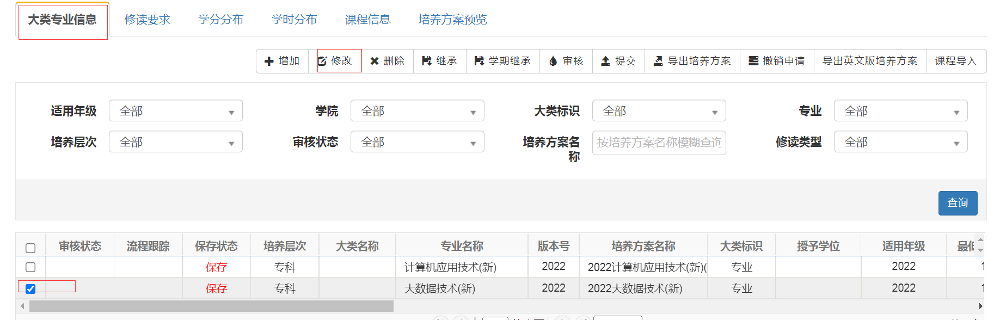 大类专业信息 修读要求 学分分布 学时分布 课程信息 培养方案预览
增加 修改 删除 继承 学期继承 审核 提交 导出培养方案 撤销申请 导出英文版培养方案 课程导入
适用年级 全部 学院 全部 大类标识 全部 专业 全部
培养层次 全部 审核状态 全部 培养方案名称 按培养方案名称模糊查询 修读类型 全部
查询
审核状态 流程跟踪 保存状态 培养层次 大类名称 专业名称 版本号 培养方案名称 大类标识 授予学位 适用年级 最低
保存 专科 计算机应用技术(新) 2022 2022计算机应用技术(新)( 专业 2022 1
保存 专科 大数据技术(新) 2022 2022大数据技术(新) 专业 2022 1